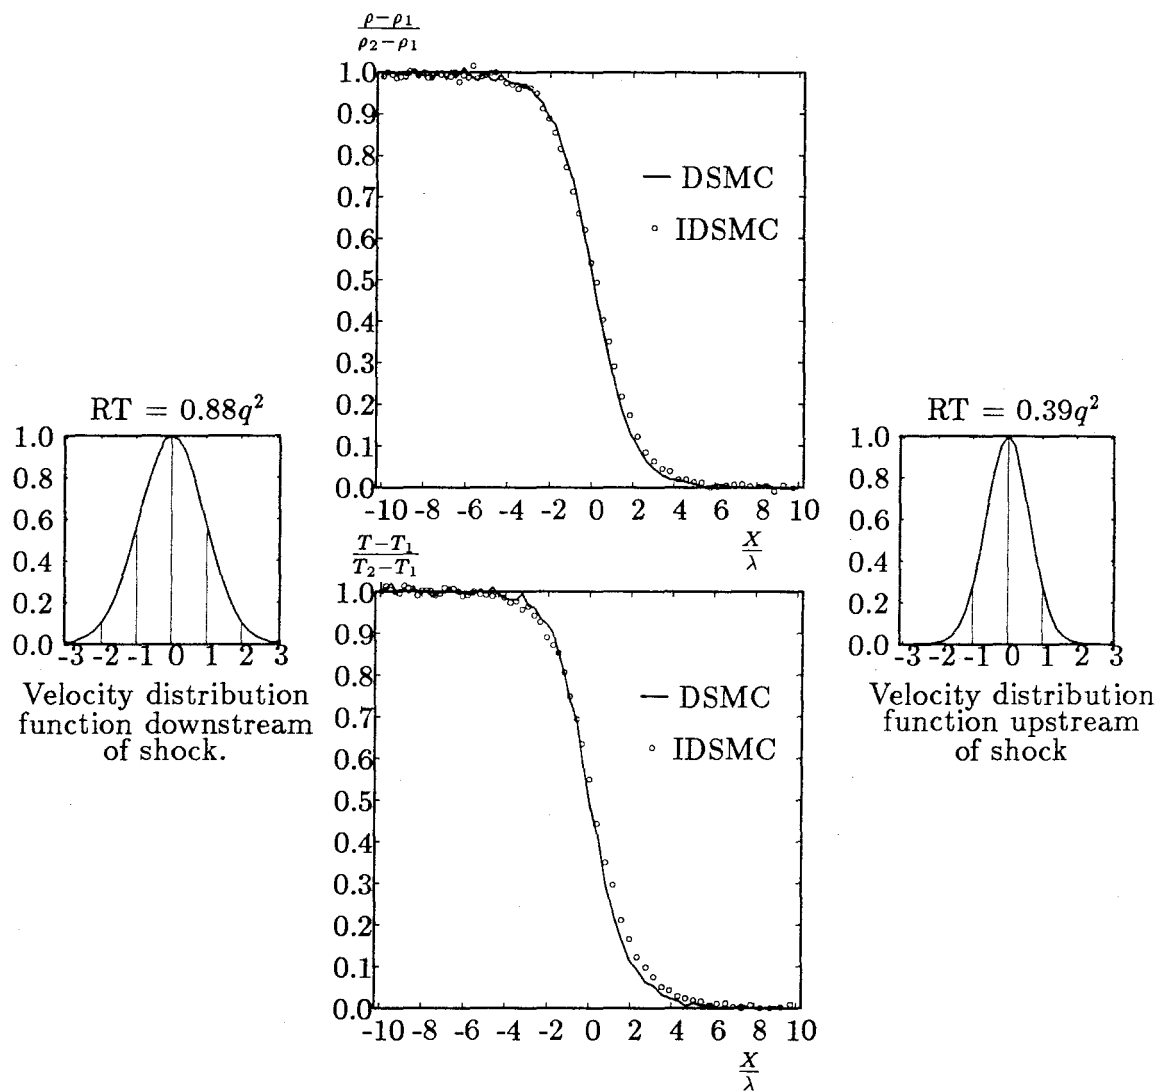 ρ−ρ1
ρ2−ρ1
1.0
0.9
0.8
0.7
0.6
0.5
0.4
0.3
0.2
0.1
0.0
-10 -8 -6 -4 -2 0 2 4 6 8 10
X
λ
— DSMC
∘ IDSMC
RT = 0.88q²
1.0
0.8
0.6
0.4
0.2
0.0
-3 -2 -1 0 1 2 3
Velocity distribution
function downstream
of shock.
T−T1
T2−T1
1.0
0.9
0.8
0.7
0.6
0.5
0.4
0.3
0.2
0.1
0.0
-10 -8 -6 -4 -2 0 2 4 6 8 10
X
λ
— DSMC
∘ IDSMC
RT = 0.39q²
1.0
0.8
0.6
0.4
0.2
0.0
-3 -2 -1 0 1 2 3
Velocity distribution
function upstream
of shock